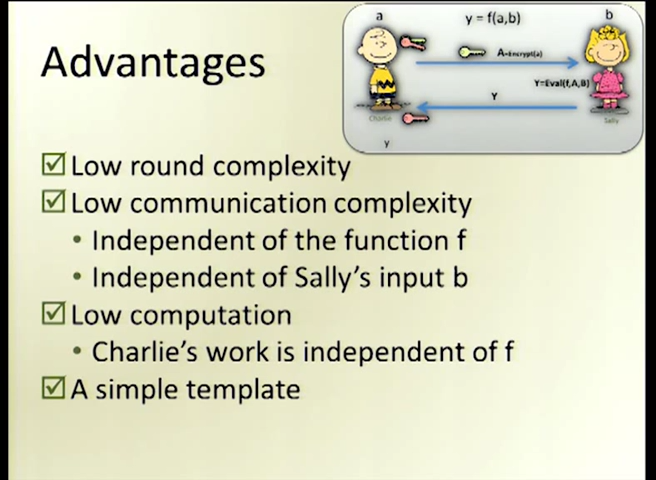 a
y = f(a,b)
b
A=Encrypt(a)
Y=Eval(f,A,B)
Y
Charlie
Sally
y
Advantages
☑ Low round complexity
☑ Low communication complexity
• Independent of the function f
• Independent of Sally's input b
☑ Low computation
• Charlie's work is independent of f
☑ A simple template